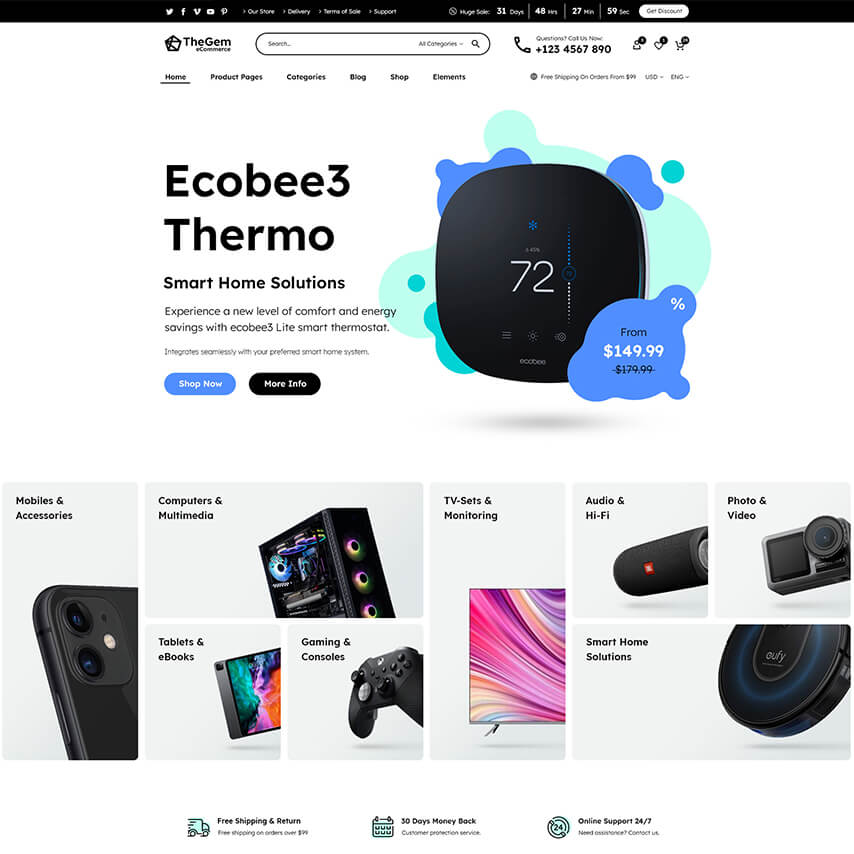 > Our Store > Delivery > Terms of Sale > Support Huge Sale: 31 Days 48 Hrs 27 Min 59 Sec Get Discount
TheGem
eCommerce
Search... All Categories
Questions? Call Us Now:
+123 4567 890
Home Product Pages Categories Blog Shop Elements Free Shipping On Orders From $99 USD ENG
Ecobee3
Thermo
Smart Home Solutions
Experience a new level of comfort and energy
savings with ecobee3 Lite smart thermostat.
Integrates seamlessly with your preferred smart home system.
Shop Now More Info
45%
72
ecobee
%
From
$149.99
$179.99
Mobiles &
Accessories
Computers &
Multimedia
TV-Sets &
Monitoring
Audio &
Hi-Fi
JBL
Photo &
Video
Tablets &
eBooks
Gaming &
Consoles
Smart Home
Solutions
eufy
Free Shipping & Return
Free shipping on orders over $99
30 Days Money Back
Customer protection service.
24
Online Support 24/7
Need assistance? Contact us.